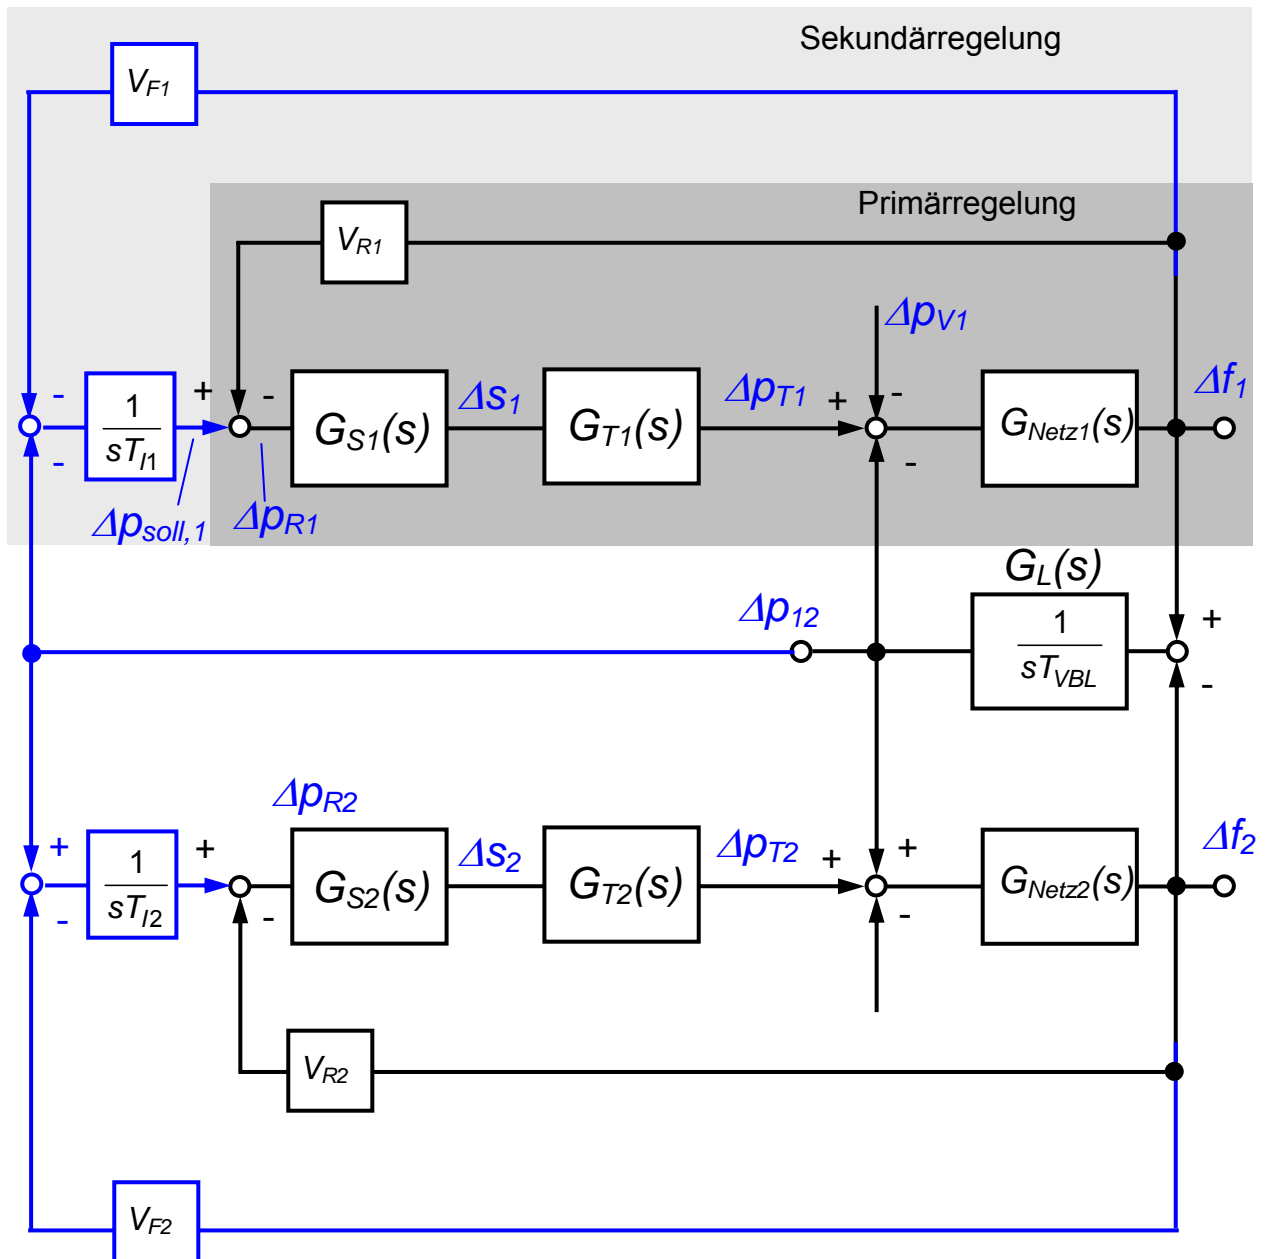 Sekundärregelung
V_F1
Primärregelung
V_R1
Δp_V1
- + - Δs_1 Δp_T1 + - Δf_1
1
sT_I1
G_S1(s) G_T1(s) G_Netz1(s)
- -
Δp_soll,1 Δp_R1
G_L(s)
Δp_12 +
1
sT_VBL
-
Δp_R2
+ + Δs_2 Δp_T2 + + Δf_2
1
sT_I2
G_S2(s) G_T2(s) G_Netz2(s)
- - -
V_R2
V_F2